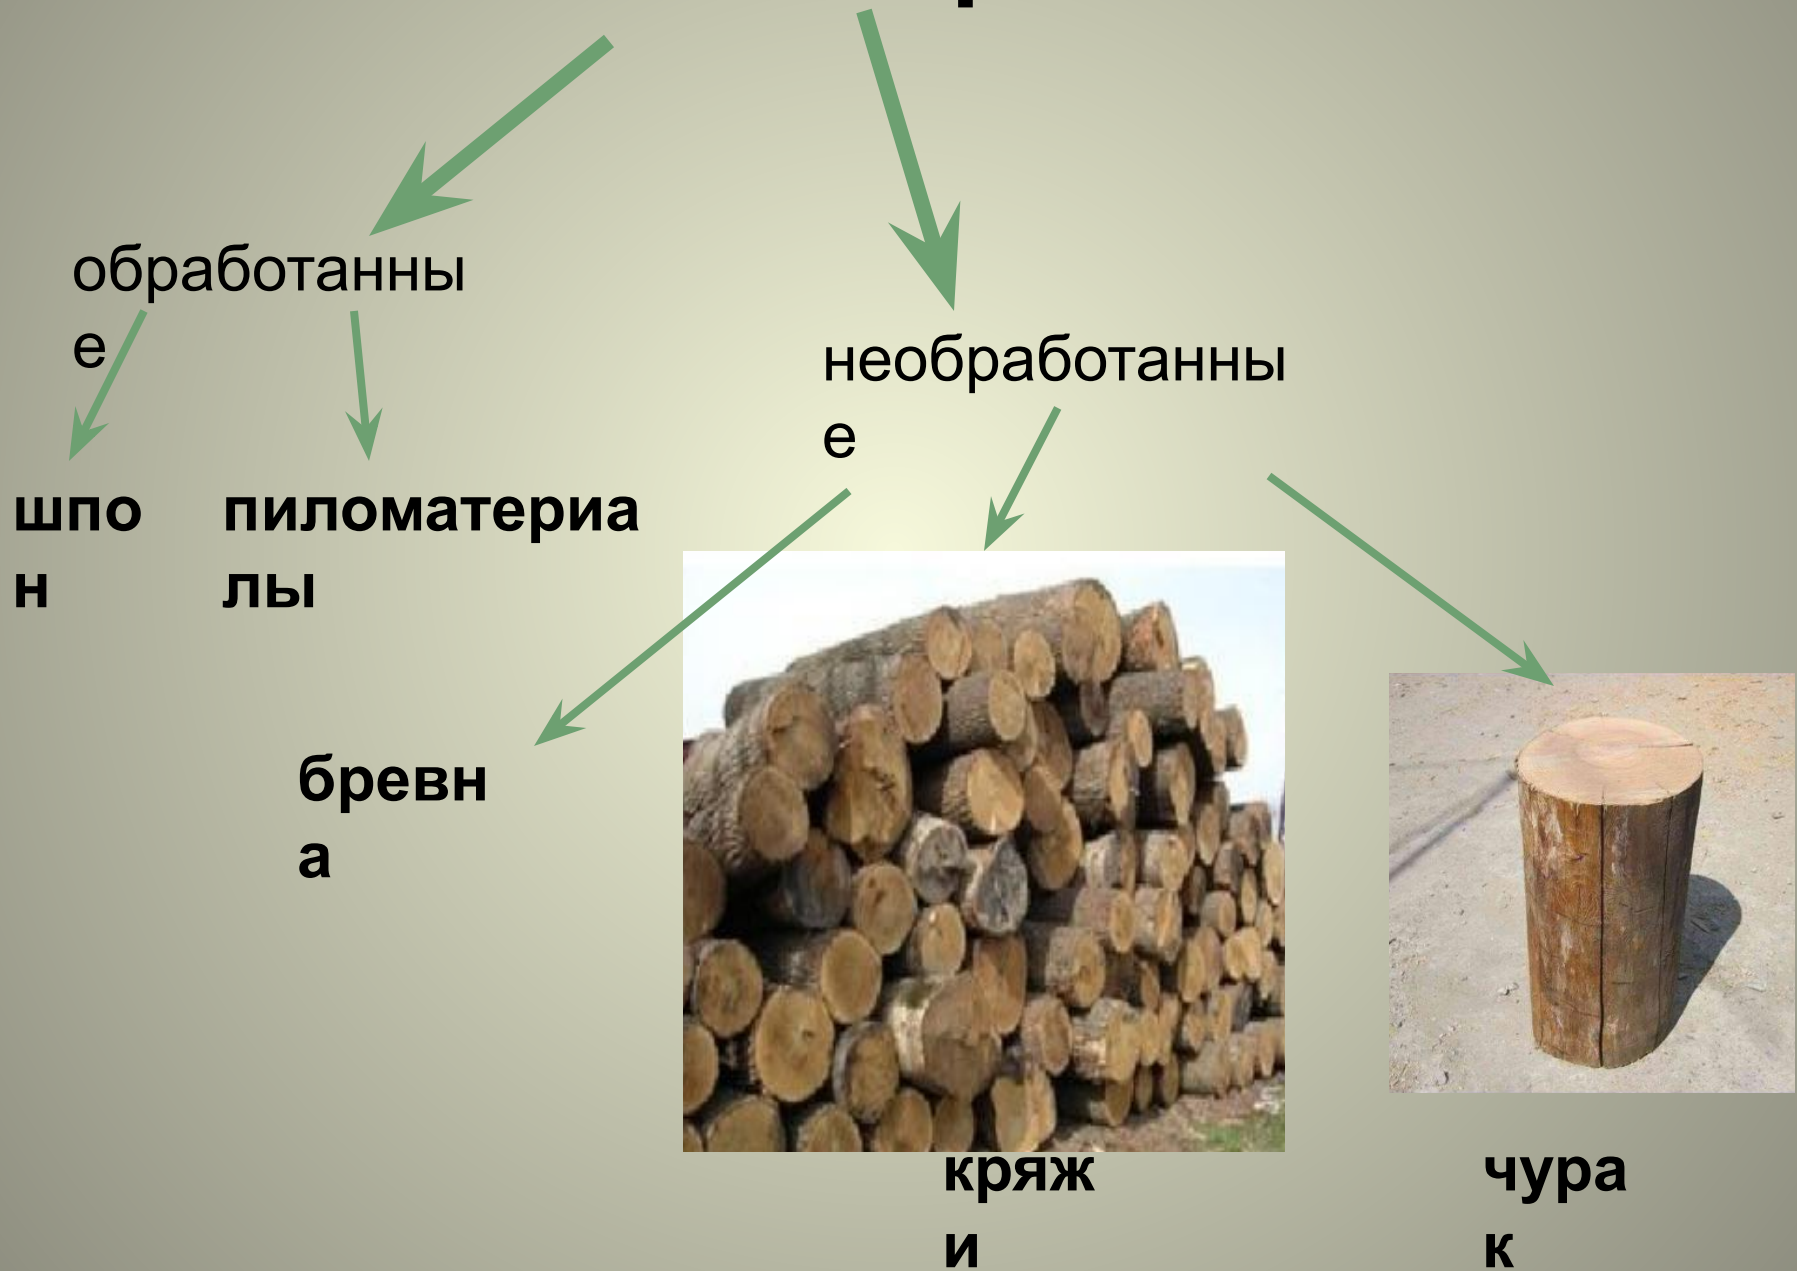 обработанны
е
необработанны
е
шпо
н
пиломатериа
лы
бревн
а
кряж
и
чура
к